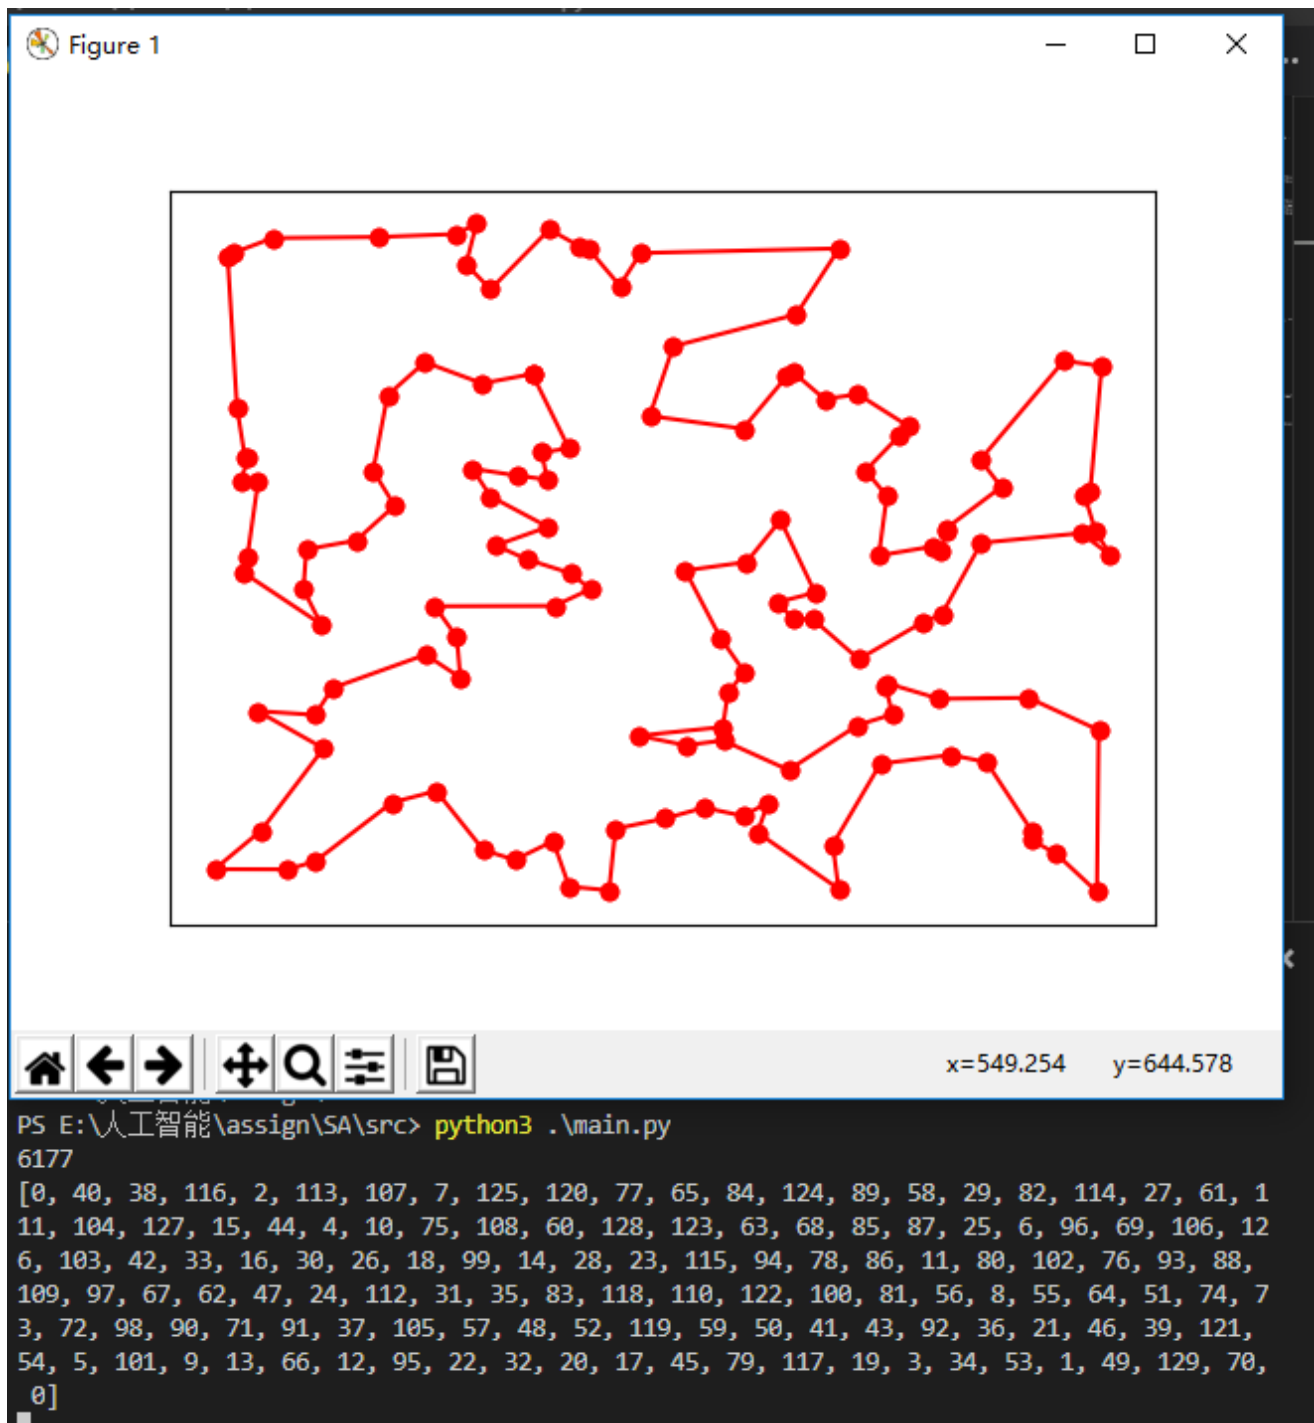 Figure 1
x=549.254 y=644.578
PS E:\人工智能\assign\SA\src> python3 .\main.py
6177
[0, 40, 38, 116, 2, 113, 107, 7, 125, 120, 77, 65, 84, 124, 89, 58, 29, 82, 114, 27, 61, 1
11, 104, 127, 15, 44, 4, 10, 75, 108, 60, 128, 123, 63, 68, 85, 87, 25, 6, 96, 69, 106, 12
6, 103, 42, 33, 16, 30, 26, 18, 99, 14, 28, 23, 115, 94, 78, 86, 11, 80, 102, 76, 93, 88,
109, 97, 67, 62, 47, 24, 112, 31, 35, 83, 118, 110, 122, 100, 81, 56, 8, 55, 64, 51, 74, 7
3, 72, 98, 90, 71, 91, 37, 105, 57, 48, 52, 119, 59, 50, 41, 43, 92, 36, 21, 46, 39, 121,
54, 5, 101, 9, 13, 66, 12, 95, 22, 32, 20, 17, 45, 79, 117, 19, 3, 34, 53, 1, 49, 129, 70,
0]